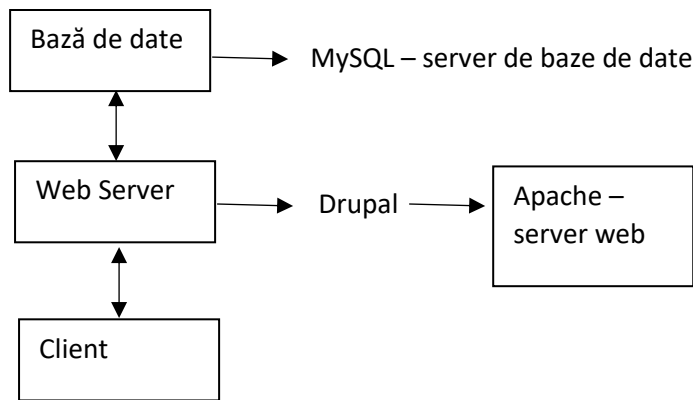 Bază de date
MySQL – server de baze de date
Web Server
Drupal
Apache –
server web
Client